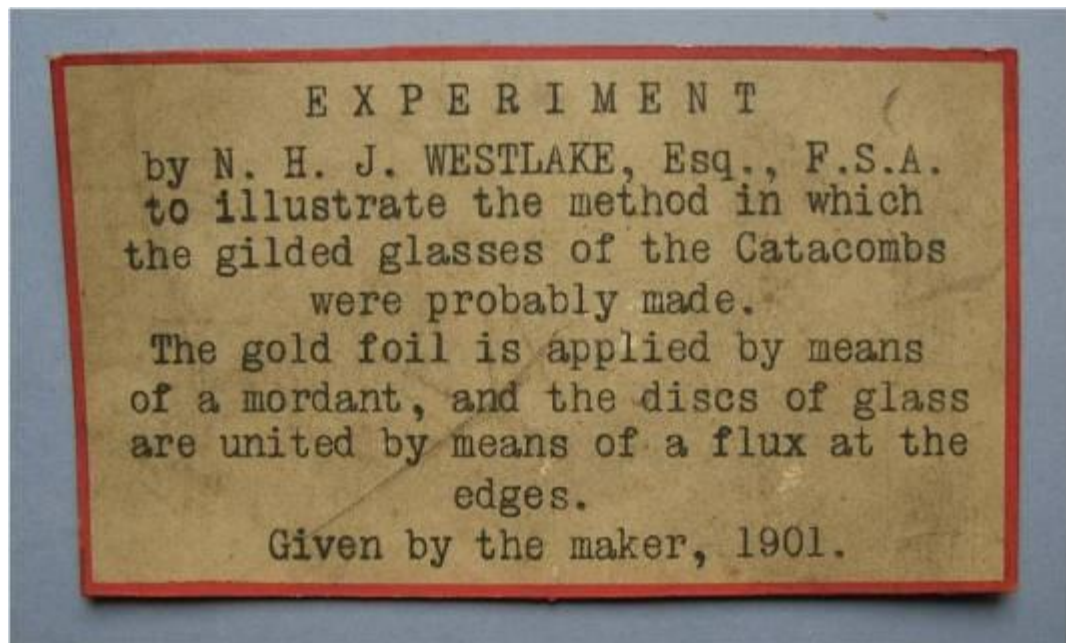 E X P E R I M E N T
by N. H. J. WESTLAKE, Esq., F.S.A.
to illustrate the method in which
the gilded glasses of the Catacombs
were probably made.
The gold foil is applied by means
of a mordant, and the discs of glass
are united by means of a flux at the
edges.
Given by the maker, 1901.